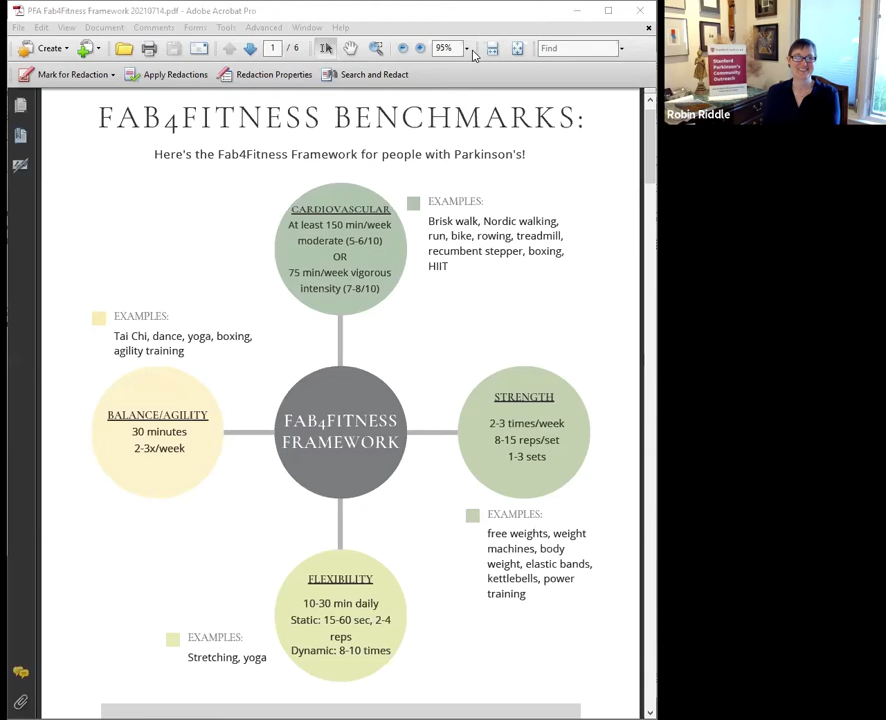 PFA Fab4Fitness Framework 20210714.pdf - Adobe Acrobat Pro
File Edit View Document Comments Forms Tools Advanced Window Help
Create 1 / 6 95% Find
Mark for Redaction Apply Redactions Redaction Properties Search and Redact
FAB4FITNESS BENCHMARKS:
Here's the Fab4Fitness Framework for people with Parkinson's!
CARDIOVASCULAR
At least 150 min/week
moderate (5-6/10)
OR
75 min/week vigorous
intensity (7-8/10)
EXAMPLES:
Brisk walk, Nordic walking,
run, bike, rowing, treadmill,
recumbent stepper, boxing,
HIIT
EXAMPLES:
Tai Chi, dance, yoga, boxing,
agility training
BALANCE/AGILITY
30 minutes
2-3x/week
FAB4FITNESS
FRAMEWORK
STRENGTH
2-3 times/week
8-15 reps/set
1-3 sets
EXAMPLES:
free weights, weight
machines, body
weight, elastic bands,
kettlebells, power
training
FLEXIBILITY
10-30 min daily
Static: 15-60 sec, 2-4
reps
Dynamic: 8-10 times
EXAMPLES:
Stretching, yoga
Stanford
Parkinson's
Community
Outreach
Robin Riddle